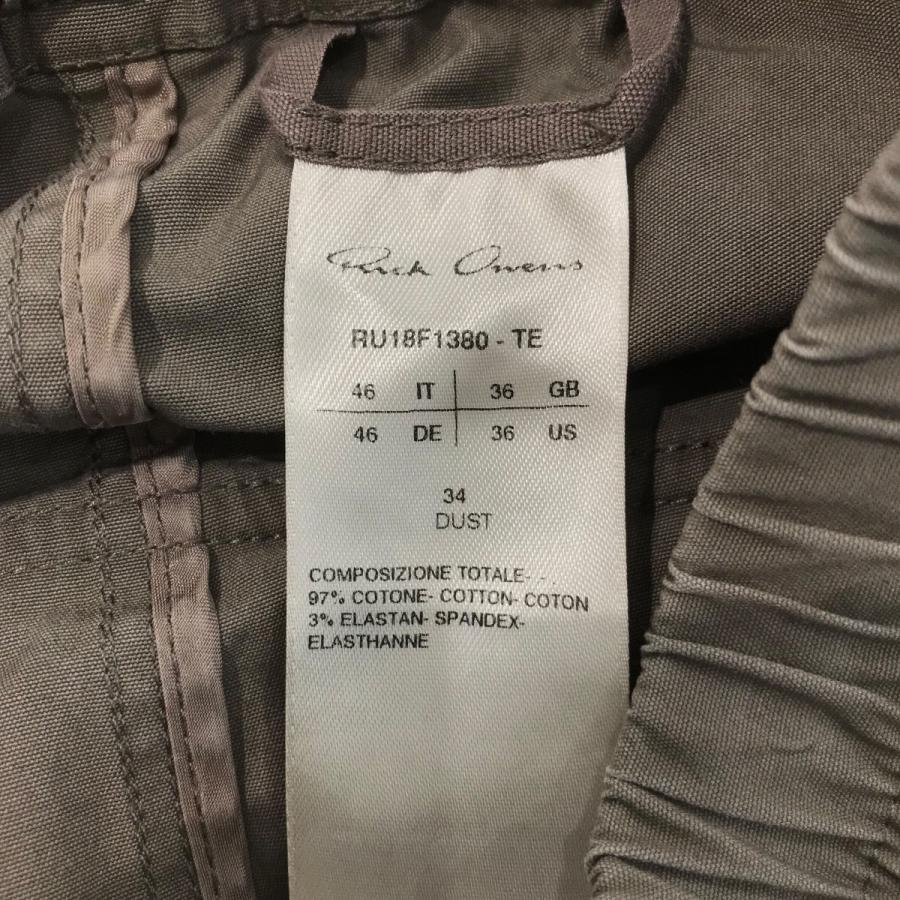 Rick Owens
RU18F1380 - TE
46 IT 36 GB
46 DE 36 US
34
DUST
COMPOSIZIONE TOTALE- - .
97% COTONE- COTTON- COTON
3% ELASTAN- SPANDEX-
ELASTHANNE